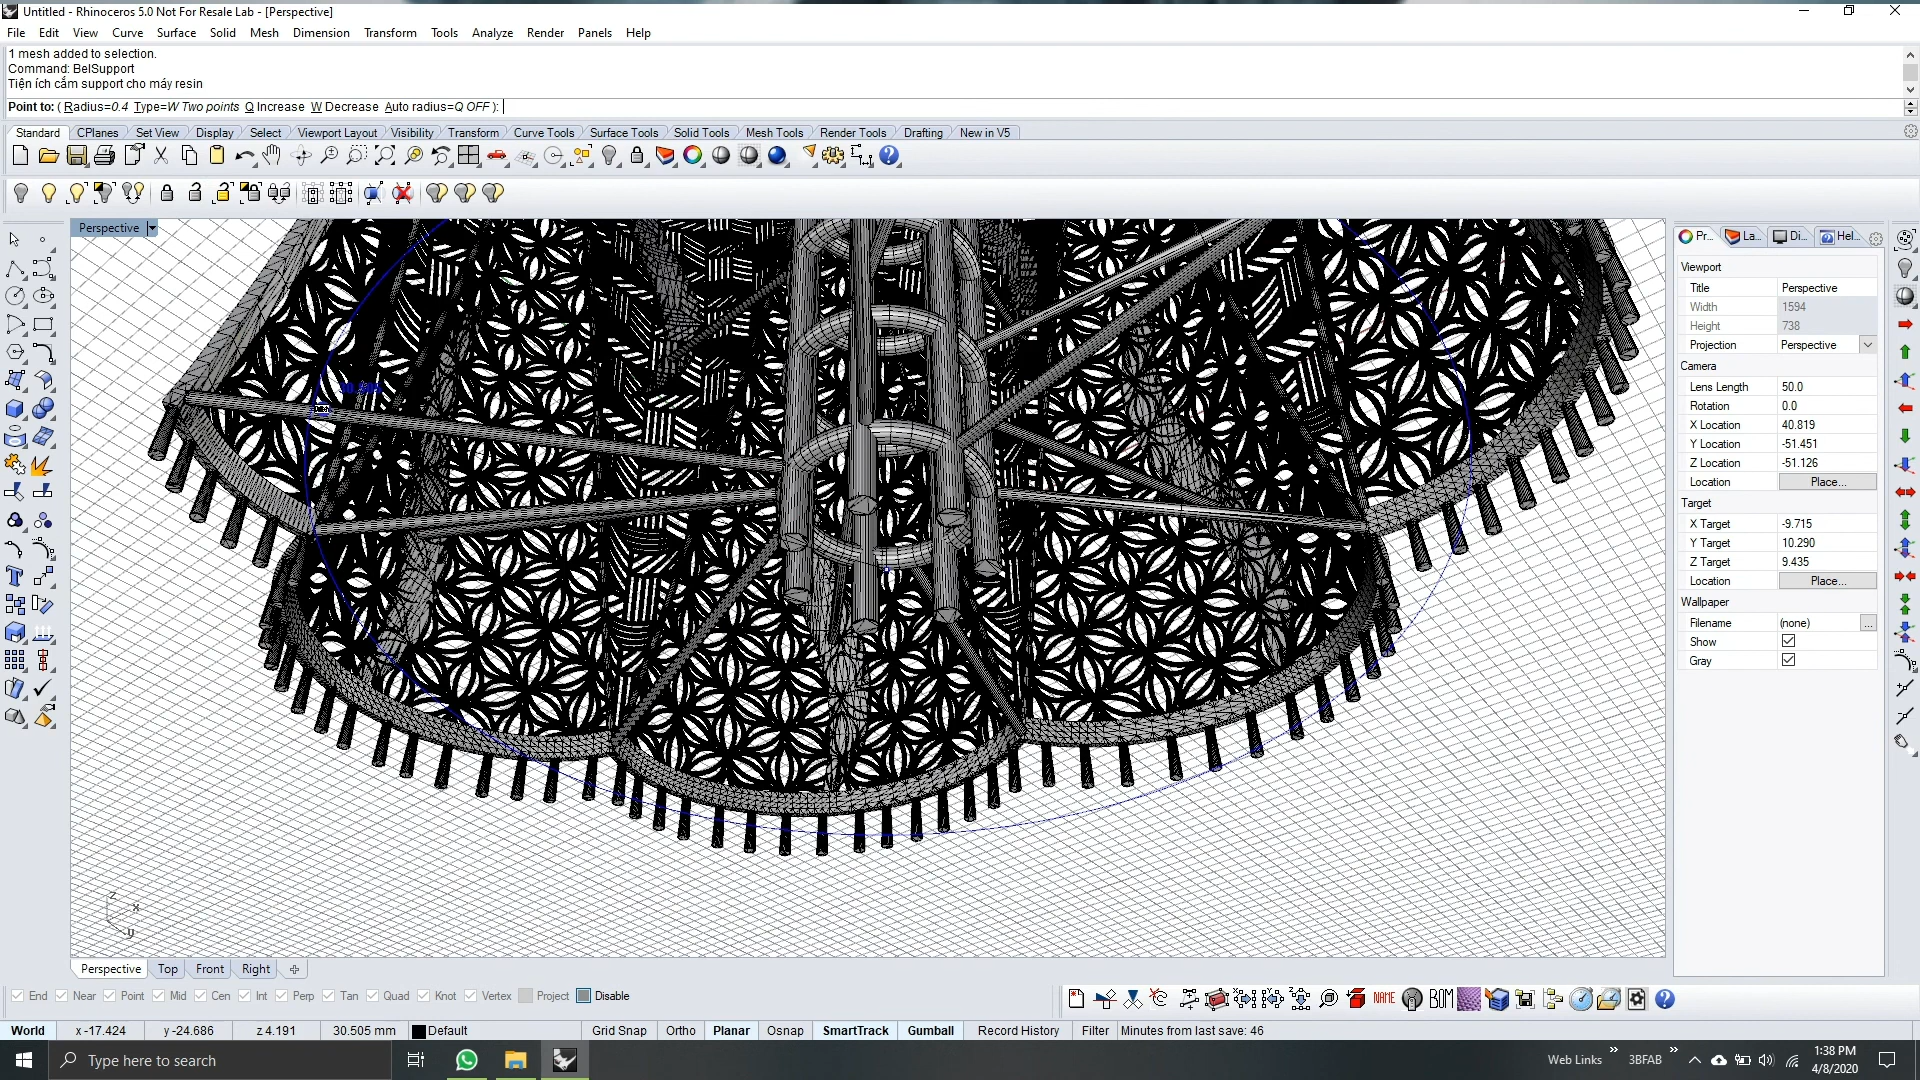 Untitled - Rhinoceros 5.0 Not For Resale Lab - [Perspective]
File Edit View Curve Surface Solid Mesh Dimension Transform Tools Analyze Render Panels Help
1 mesh added to selection.
Command: BelSupport
Tiện ích cắm support cho máy resin
Point to: ( Radius=0.4 Type=W Two points Q Increase W Decrease Auto radius=Q OFF ):
Standard CPlanes Set View Display Select Viewport Layout Visibility Transform Curve Tools Surface Tools Solid Tools Mesh Tools Render Tools Drafting New in V5
Perspective
Pr... La... Di... Hel...
Viewport
Title Perspective
Width 1594
Height 738
Projection Perspective
Camera
Lens Length 50.0
Rotation 0.0
X Location 40.819
Y Location -51.451
Z Location -51.126
Location Place...
Target
X Target -9.715
Y Target 10.290
Z Target 9.435
Location Place...
Wallpaper
Filename (none) ...
Show
Gray
z
x
y
Perspective Top Front Right
End Near Point Mid Cen Int Perp Tan Quad Knot Vertex Project Disable
NAME BOM
World x -17.424 y -24.686 z 4.191 30.505 mm Default Grid Snap Ortho Planar Osnap SmartTrack Gumball Record History Filter Minutes from last save: 46
Type here to search
Web Links » 3BFAB »
1:38 PM
4/8/2020